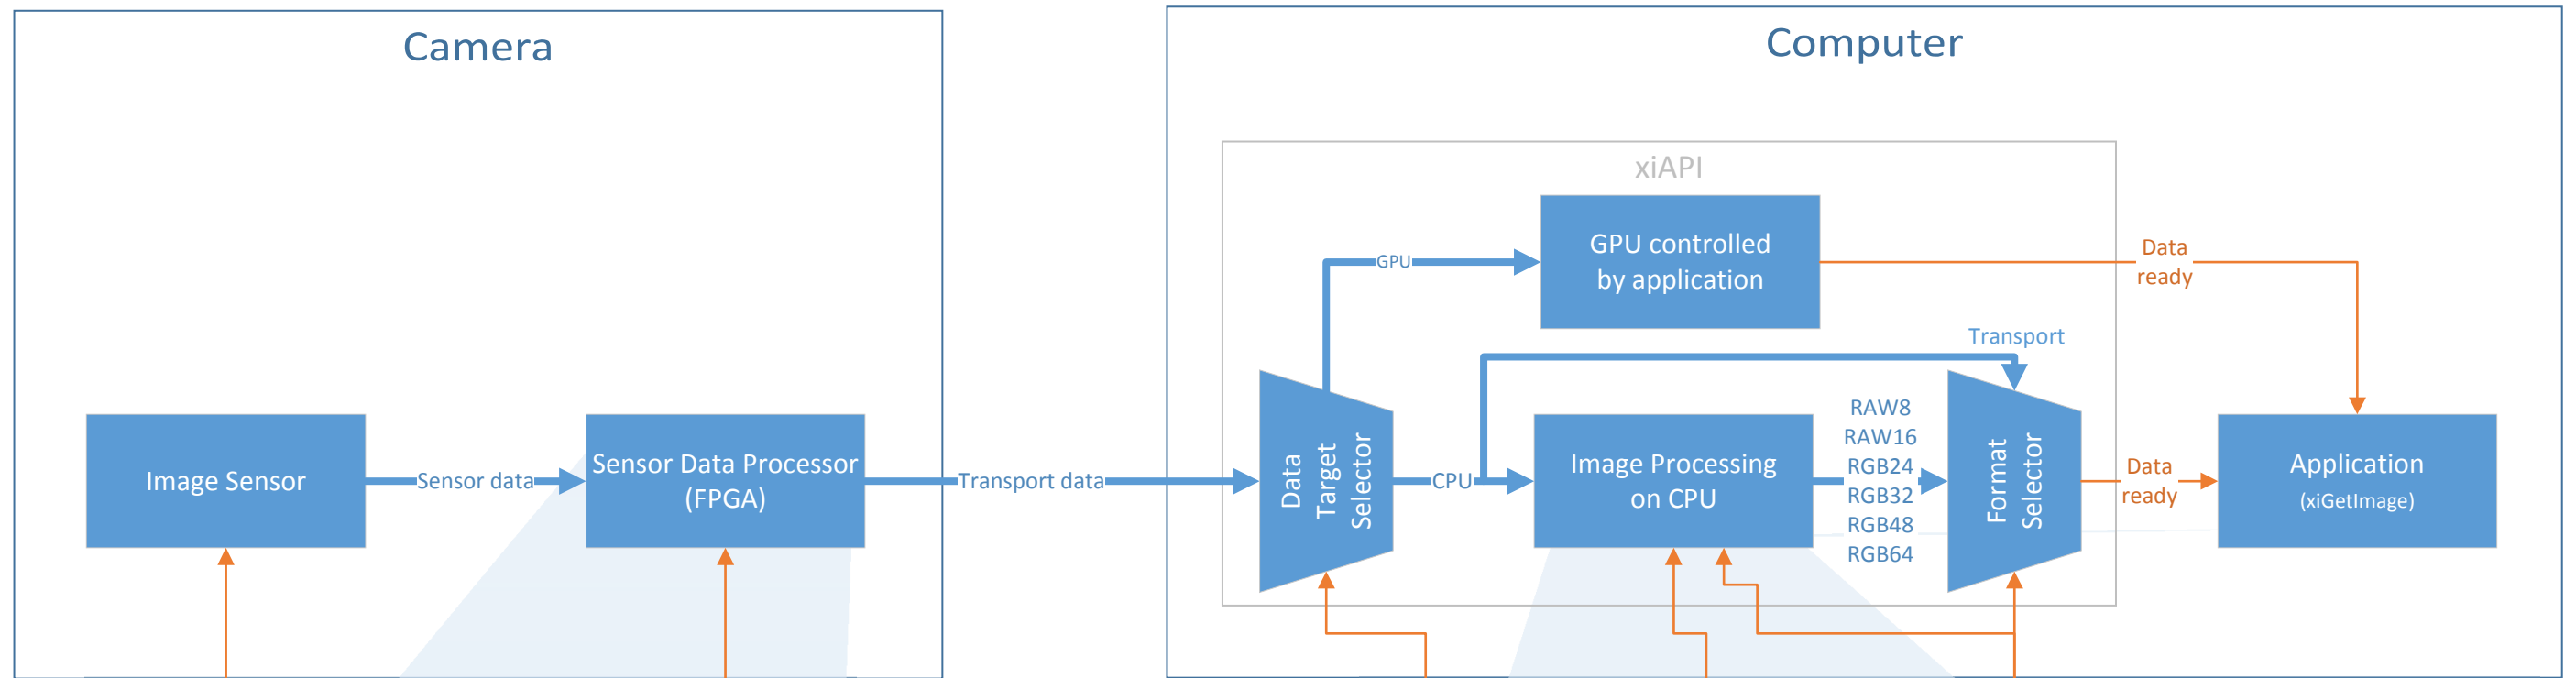 Camera
Computer
xiAPI
GPU controlled
by application
GPU
Data
ready
Transport
Image Sensor
Sensor data
Sensor Data Processor
(FPGA)
Transport data
Data
Target
Selector
CPU
Image Processing
on CPU
RAW8
RAW16
RGB24
RGB32
RGB48
RGB64
Format
Selector
Data
ready
Application
(xiGetImage)